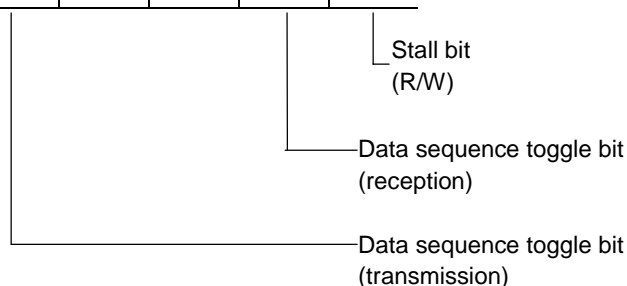 Stall bit
(R/W)
Data sequence toggle bit
(reception)
Data sequence toggle bit
(transmission)